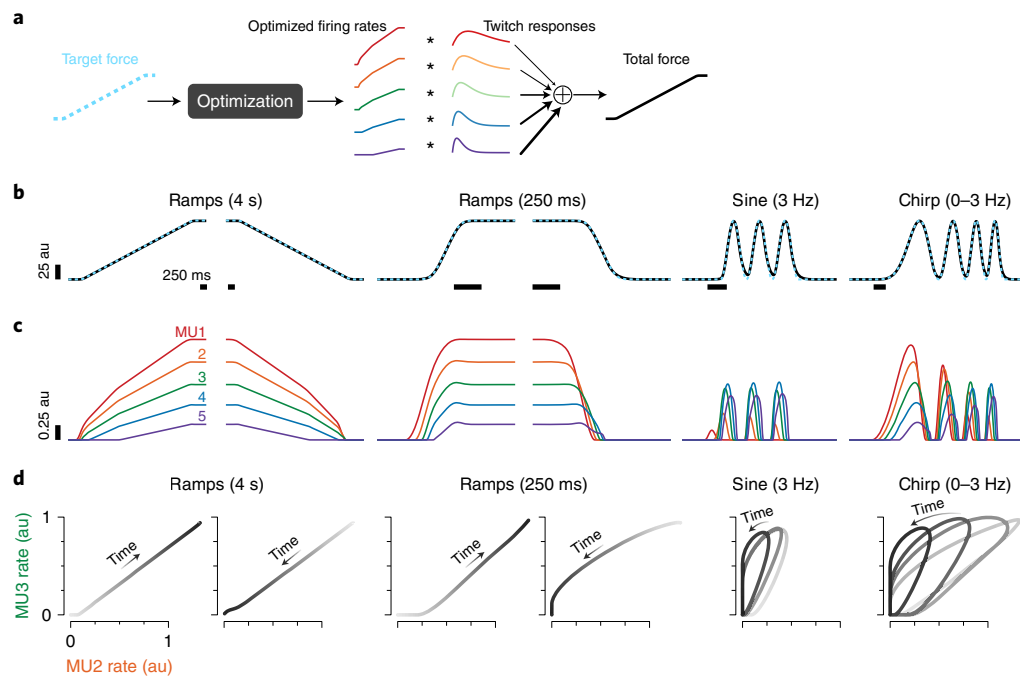 a
Optimized firing rates
Twitch responses
Target force
Total force
Optimization
*
*
*
*
*
b
Ramps (4 s)
Ramps (250 ms)
Sine (3 Hz)
Chirp (0–3 Hz)
25 au
250 ms
c
MU1
2
3
4
5
0.25 au
d
Ramps (4 s)
Ramps (250 ms)
Sine (3 Hz)
Chirp (0–3 Hz)
MU3 rate (au)
1
0
Time
Time
Time
Time
Time
Time
0
1
MU2 rate (au)